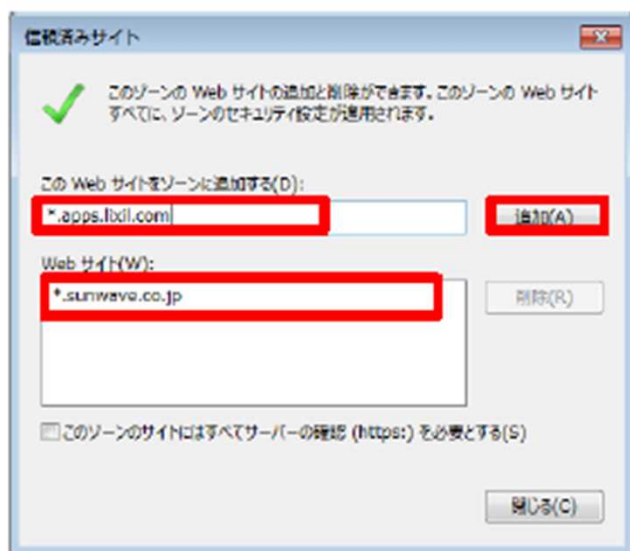 信頼済みサイト
このゾーンの Web サイトの追加と削除ができます。このゾーンの Web サイト
すべてに、ゾーンのセキュリティ設定が適用されます。
この Web サイトをゾーンに追加する(D):
*.apps.lixil.com
追加(A)
Web サイト(W):
*.sunwave.co.jp
削除(R)
このゾーンのサイトにはすべてサーバーの確認 (https:) を必要とする(S)
閉じる(C)